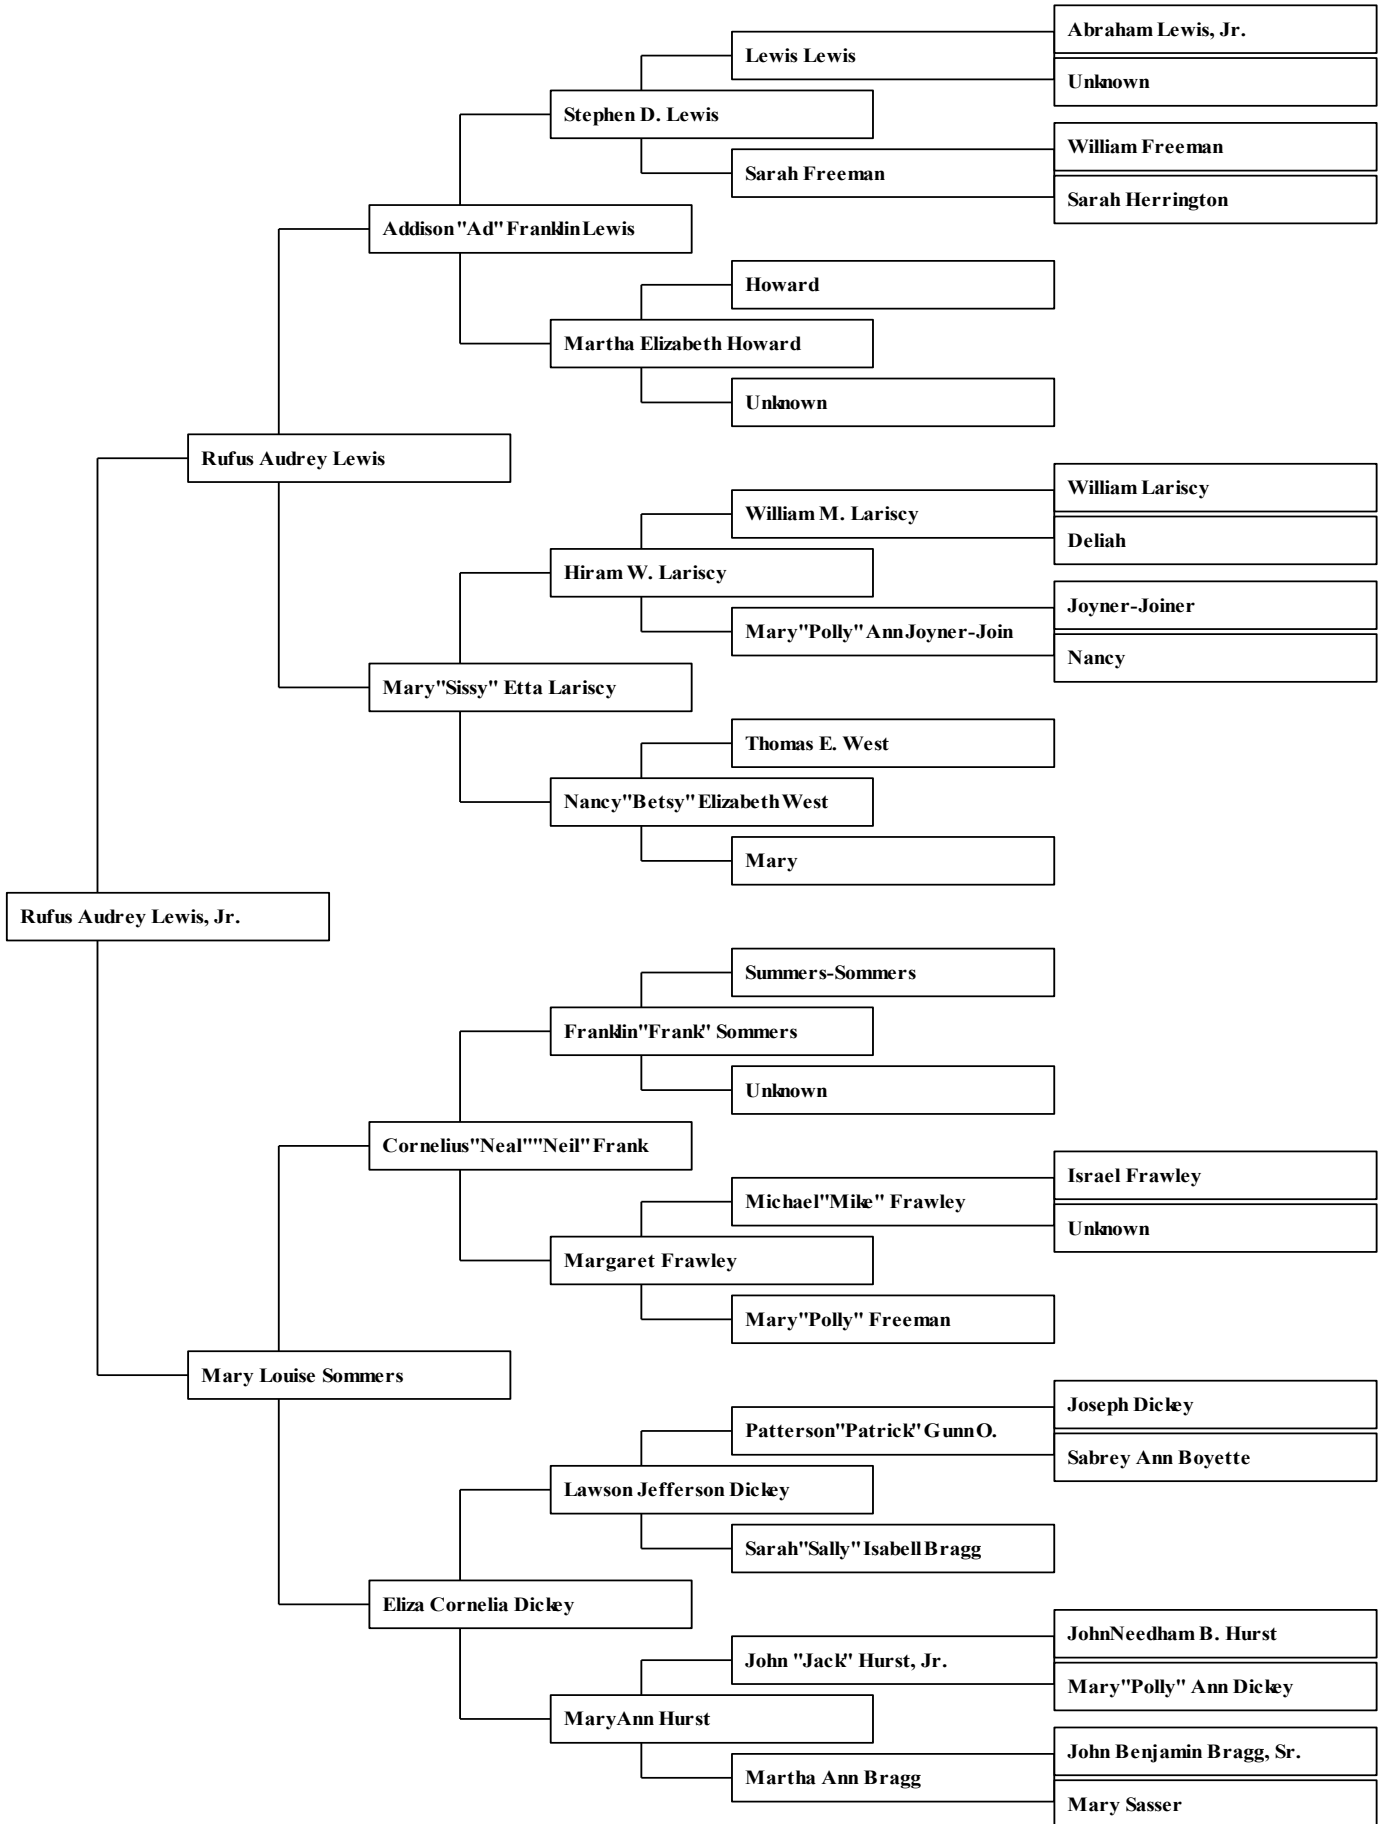 Abraham Lewis, Jr.
Lewis Lewis
Unknown
Stephen D. Lewis
William Freeman
Sarah Freeman
Sarah Herrington
Addison "Ad" Franklin Lewis
Howard
Martha Elizabeth Howard
Unknown
Rufus Audrey Lewis
William Lariscy
William M. Lariscy
Deliah
Hiram W. Lariscy
Joyner-Joiner
Mary "Polly" Ann Joyner-Join
Nancy
Mary "Sissy" Etta Lariscy
Thomas E. West
Nancy "Betsy" Elizabeth West
Mary
Rufus Audrey Lewis, Jr.
Summers-Sommers
Franklin "Frank" Sommers
Unknown
Cornelius "Neal" "Neil" Frank
Israel Frawley
Michael "Mike" Frawley
Unknown
Margaret Frawley
Mary "Polly" Freeman
Mary Louise Sommers
Joseph Dickey
Patterson "Patrick" Gunn O.
Sabrey Ann Boyette
Lawson Jefferson Dickey
Sarah "Sally" Isabell Bragg
Eliza Cornelia Dickey
John Needham B. Hurst
John "Jack" Hurst, Jr.
Mary "Polly" Ann Dickey
Mary Ann Hurst
John Benjamin Bragg, Sr.
Martha Ann Bragg
Mary Sasser